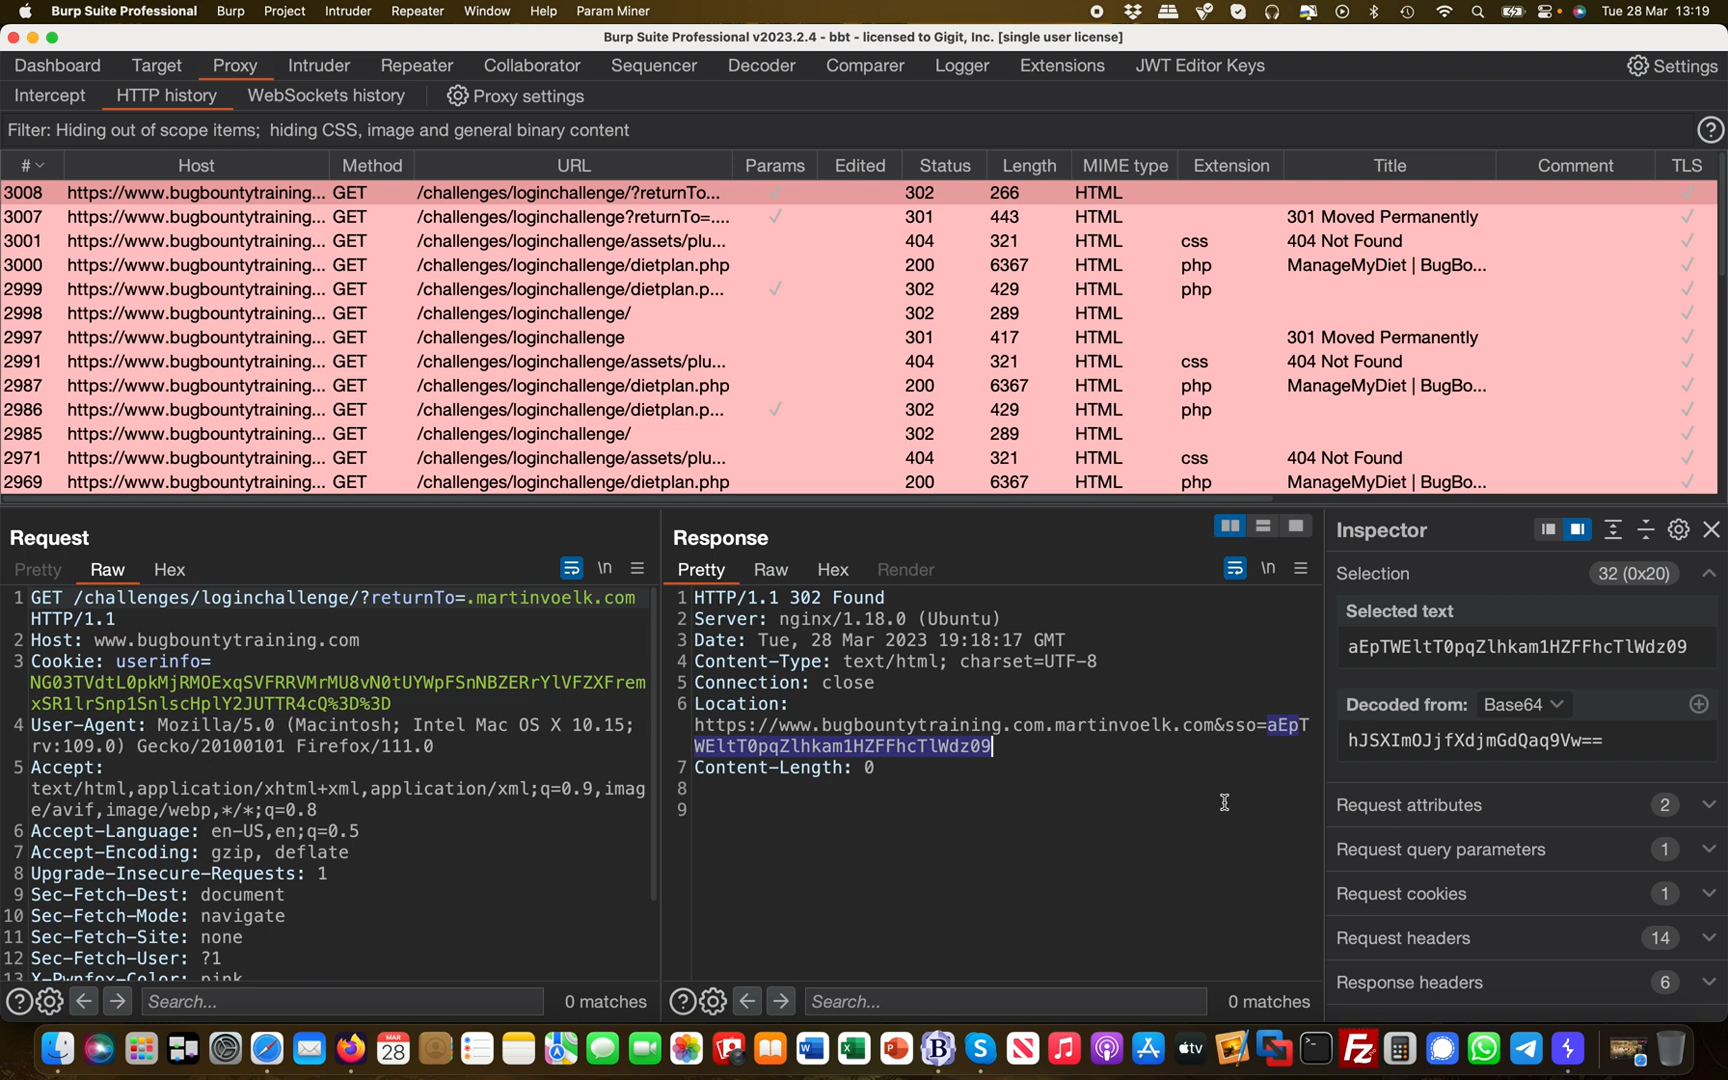 Burp Suite Professional Burp Project Intruder Repeater Window Help Param Miner Tue 28 Mar 13:19
Burp Suite Professional v2023.2.4 - bbt - licensed to Gigit, Inc. [single user license]
Dashboard Target Proxy Intruder Repeater Collaborator Sequencer Decoder Comparer Logger Extensions JWT Editor Keys Settings
Intercept HTTP history WebSockets history Proxy settings
Filter: Hiding out of scope items; hiding CSS, image and general binary content ?
# Host Method URL Params Edited Status Length MIME type Extension Title Comment TLS
3008 https://www.bugbountytraining... GET /challenges/loginchallenge/?returnTo... 302 266 HTML
3007 https://www.bugbountytraining... GET /challenges/loginchallenge?returnTo=.... 301 443 HTML 301 Moved Permanently
3001 https://www.bugbountytraining... GET /challenges/loginchallenge/assets/plu... 404 321 HTML css 404 Not Found
3000 https://www.bugbountytraining... GET /challenges/loginchallenge/dietplan.php 200 6367 HTML php ManageMyDiet | BugBo...
2999 https://www.bugbountytraining... GET /challenges/loginchallenge/dietplan.p... 302 429 HTML php
2998 https://www.bugbountytraining... GET /challenges/loginchallenge/ 302 289 HTML
2997 https://www.bugbountytraining... GET /challenges/loginchallenge 301 417 HTML 301 Moved Permanently
2991 https://www.bugbountytraining... GET /challenges/loginchallenge/assets/plu... 404 321 HTML css 404 Not Found
2987 https://www.bugbountytraining... GET /challenges/loginchallenge/dietplan.php 200 6367 HTML php ManageMyDiet | BugBo...
2986 https://www.bugbountytraining... GET /challenges/loginchallenge/dietplan.p... 302 429 HTML php
2985 https://www.bugbountytraining... GET /challenges/loginchallenge/ 302 289 HTML
2971 https://www.bugbountytraining... GET /challenges/loginchallenge/assets/plu... 404 321 HTML css 404 Not Found
2969 https://www.bugbountytraining... GET /challenges/loginchallenge/dietplan.php 200 6367 HTML php ManageMyDiet | BugBo...
Request
Pretty Raw Hex \n
1 GET /challenges/loginchallenge/?returnTo=.martinvoelk.com
HTTP/1.1
2 Host: www.bugbountytraining.com
3 Cookie: userinfo=
NG03TVdtL0pkMjRMOExqSVFRRVMrMU8vN0tUYWpFSnNBZERrYlVFZXFrem
xSR1lrSnp1SnlscHplY2JUTTR4cQ%3D%3D
4 User-Agent: Mozilla/5.0 (Macintosh; Intel Mac OS X 10.15;
rv:109.0) Gecko/20100101 Firefox/111.0
5 Accept:
text/html,application/xhtml+xml,application/xml;q=0.9,imag
e/avif,image/webp,*/*;q=0.8
6 Accept-Language: en-US,en;q=0.5
7 Accept-Encoding: gzip, deflate
8 Upgrade-Insecure-Requests: 1
9 Sec-Fetch-Dest: document
10 Sec-Fetch-Mode: navigate
11 Sec-Fetch-Site: none
12 Sec-Fetch-User: ?1
13 X-Pwnfox-Color: pink
Search... 0 matches
Response
Pretty Raw Hex Render \n
1 HTTP/1.1 302 Found
2 Server: nginx/1.18.0 (Ubuntu)
3 Date: Tue, 28 Mar 2023 19:18:17 GMT
4 Content-Type: text/html; charset=UTF-8
5 Connection: close
6 Location:
https://www.bugbountytraining.com.martinvoelk.com&sso=aEpT
WEltT0pqZlhkam1HZFFhcTlWdz09
7 Content-Length: 0
8
9
Search... 0 matches
Inspector
Selection 32 (0x20)
Selected text
aEpTWEltT0pqZlhkam1HZFFhcTlWdz09
Decoded from: Base64
hJSXImOJjfXdjmGdQaq9Vw==
Request attributes 2
Request query parameters 1
Request cookies 1
Request headers 14
Response headers 6
MAR
28
tv